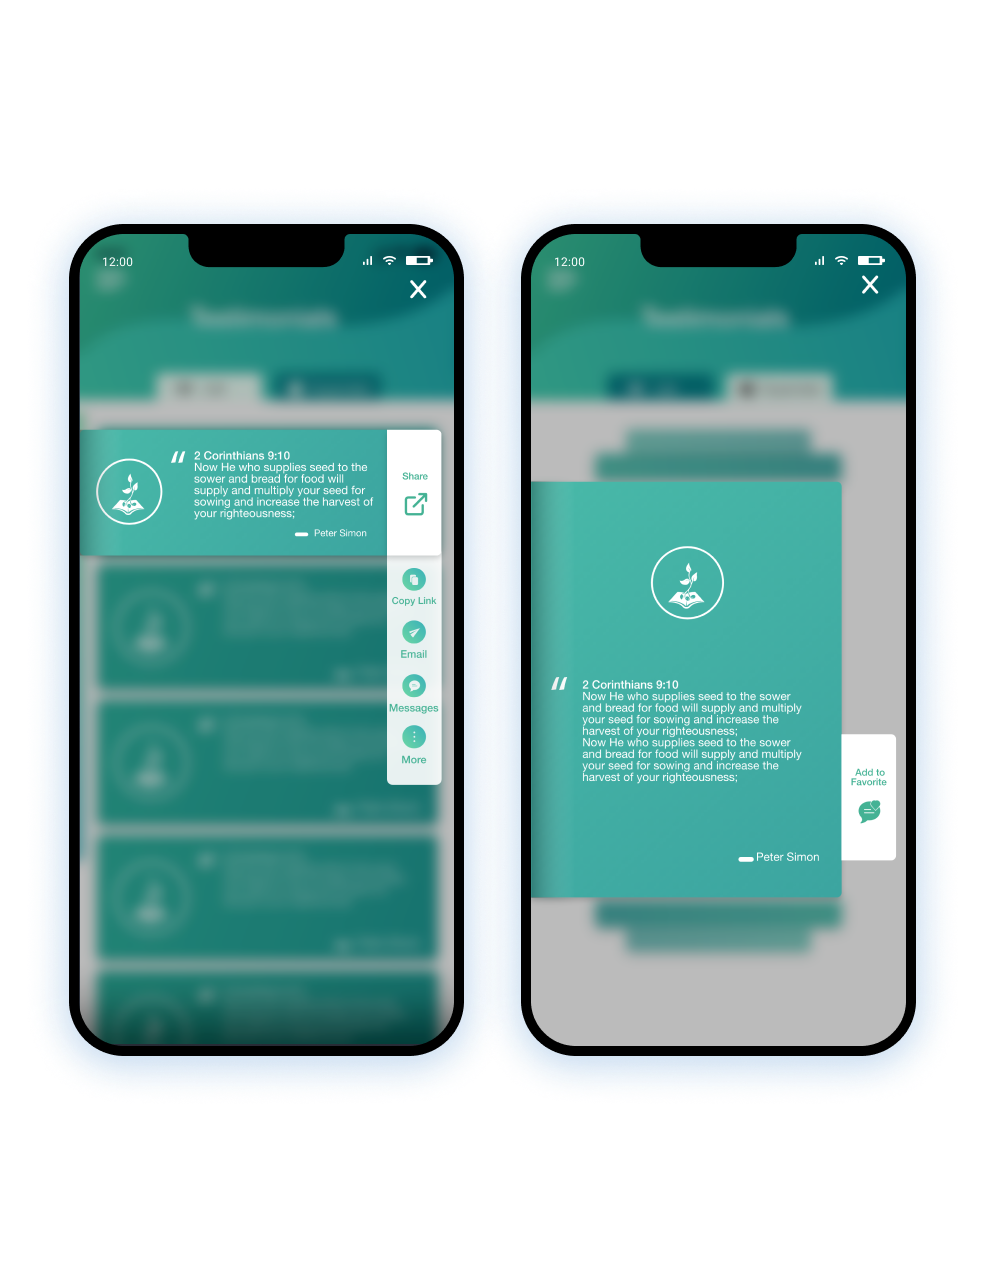 12:00
Testimonials
2 Corinthians 9:10
Now He who supplies seed to the
sower and bread for food will
supply and multiply your seed for
sowing and increase the harvest of
your righteousness;
Peter Simon
Share
Copy Link
Email
Messages
More
12:00
Testimonials
2 Corinthians 9:10
Now He who supplies seed to the sower
and bread for food will supply and multiply
your seed for sowing and increase the
harvest of your righteousness;
Now He who supplies seed to the sower
and bread for food will supply and multiply
your seed for sowing and increase the
harvest of your righteousness;
Peter Simon
Add to
Favorite